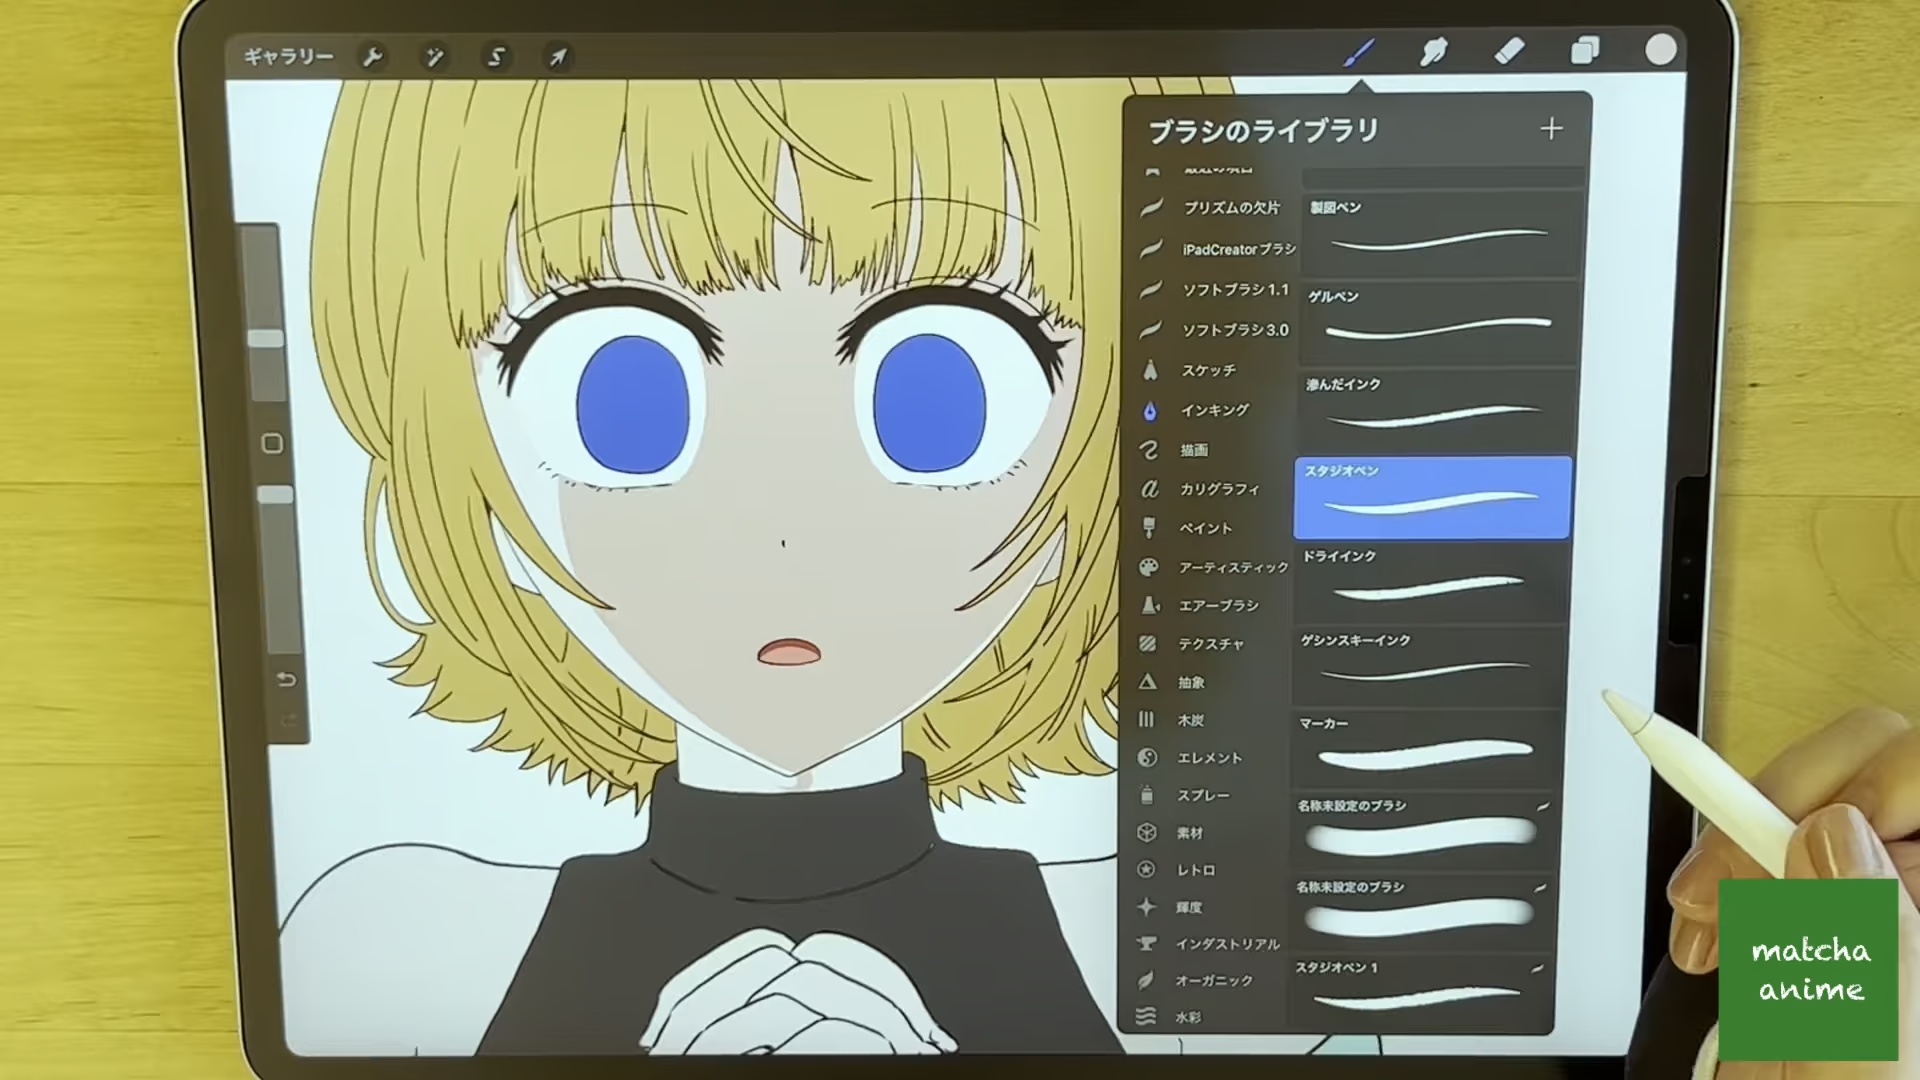 ギャラリー
ブラシのライブラリ
最近の項目
プリズムの欠片
iPadCreatorブラシ
ソフトブラシ1.1
ソフトブラシ3.0
スケッチ
インキング
描画
カリグラフィ
ペイント
アーティスティック
エアーブラシ
テクスチャ
抽象
木炭
エレメント
スプレー
素材
レトロ
輝度
インダストリアル
オーガニック
水彩
製図ペン
ゲルペン
滲んだインク
スタジオペン
ドライインク
ゲシンスキーインク
マーカー
名称未設定のブラシ
名称未設定のブラシ
スタジオペン 1
matcha
anime